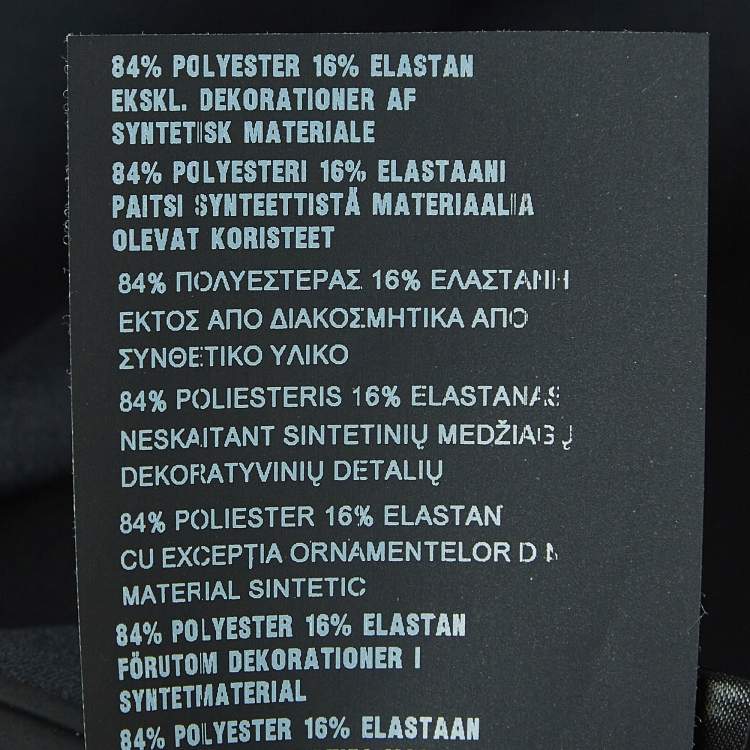 84% POLYESTER 16% ELASTAN
EKSKL. DEKORATIONER AF
SYNTETISK MATERIALE
84% POLYESTERI 16% ELASTAANI
PAITSI SYNTEETTISTÄ MATERIAALIA
OLEVAT KORISTEET
84% ΠΟΛΥΕΣΤΕΡΑΣ 16% ΕΛΑΣΤΑΝΗ
ΕΚΤΟΣ ΑΠΟ ΔΙΑΚΟΣΜΗΤΙΚΑ ΑΠΟ
ΣΥΝΘΕΤΙΚΟ ΥΛΙΚΟ
84% POLIESTERIS 16% ELASTANAS
NESKAITANT SINTETINIŲ MEDŽIAGŲ
DEKORATYVINIŲ DETALIŲ
84% POLIESTER 16% ELASTAN
CU EXCEPȚIA ORNAMENTELOR DIN
MATERIAL SINTETIC
84% POLYESTER 16% ELASTAN
FÖRUTOM DEKORATIONER I
SYNTETMATERIAL
84% POLYESTER 16% ELASTAAN